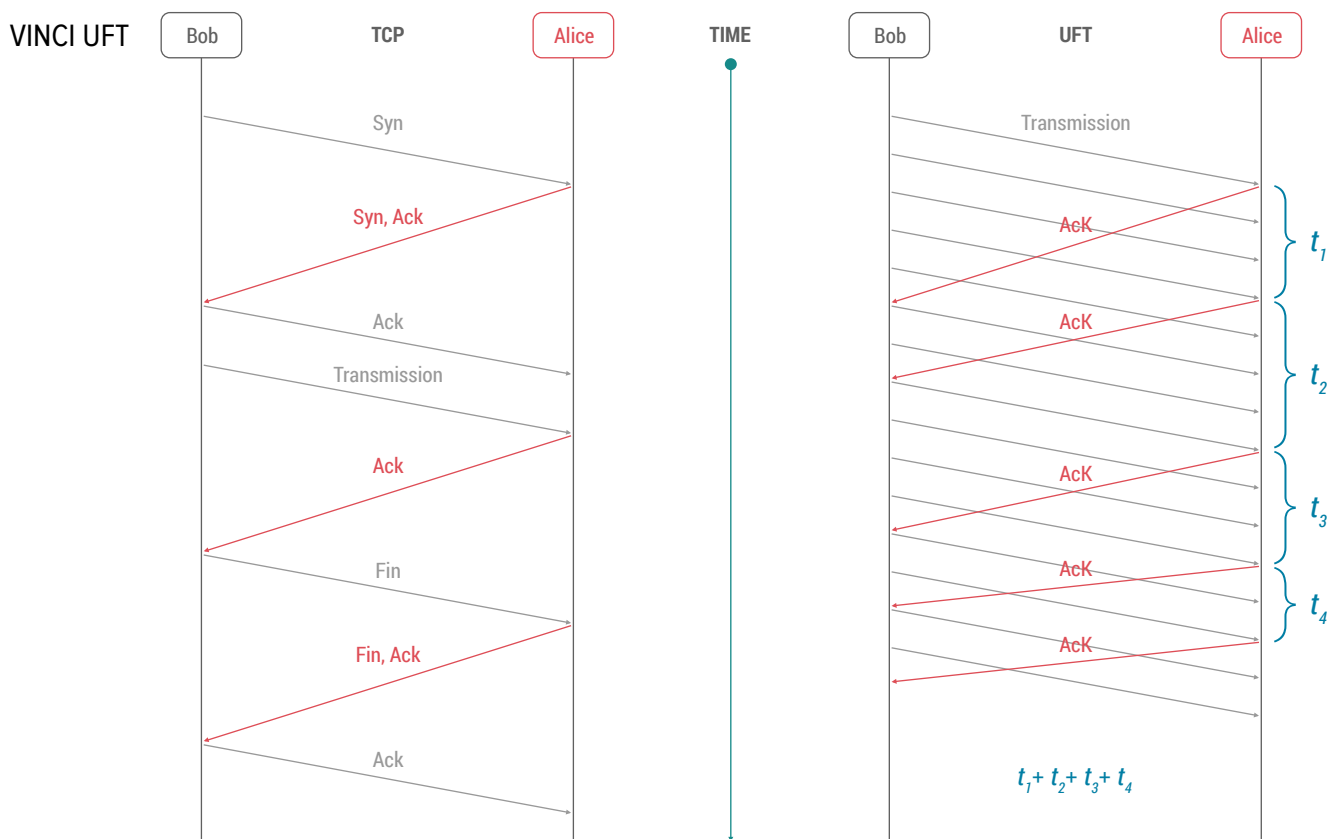 VINCI UFT
Bob
TCP
Alice
TIME
Bob
UFT
Alice
Syn
Syn, Ack
Ack
Transmission
Ack
Fin
Fin, Ack
Ack
Transmission
AcK
AcK
AcK
AcK
AcK
t1
t2
t3
t4
t1+ t2+ t3+ t4